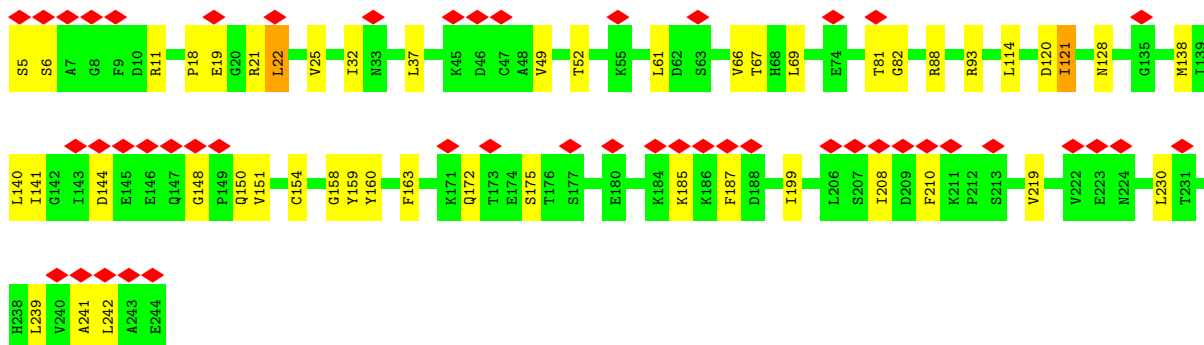 S5 S6 A7 G8 F9 D10 R11 P18 E19 G20 R21 L22 V25 I32 N33 L37 K45 D46 C47 A48 V49 T52 K55 L61 D62 S63 V66 T67 H68 L69 E74 T81 G82 R88 R93 L114 D120 I121 N128 G135 M138 I139
L140 I141 G142 I143 D144 E145 E146 Q147 G148 P149 Q150 V151 C154 G158 Y159 Y160 F163 K171 Q172 T173 E174 S175 T176 S177 E180 K184 K185 K186 F187 D188 I199 L206 S207 I208 D209 F210 K211 P212 S213 V219 V222 E223 N224 L230 T231
H238 L239 V240 A241 L242 A243 E244